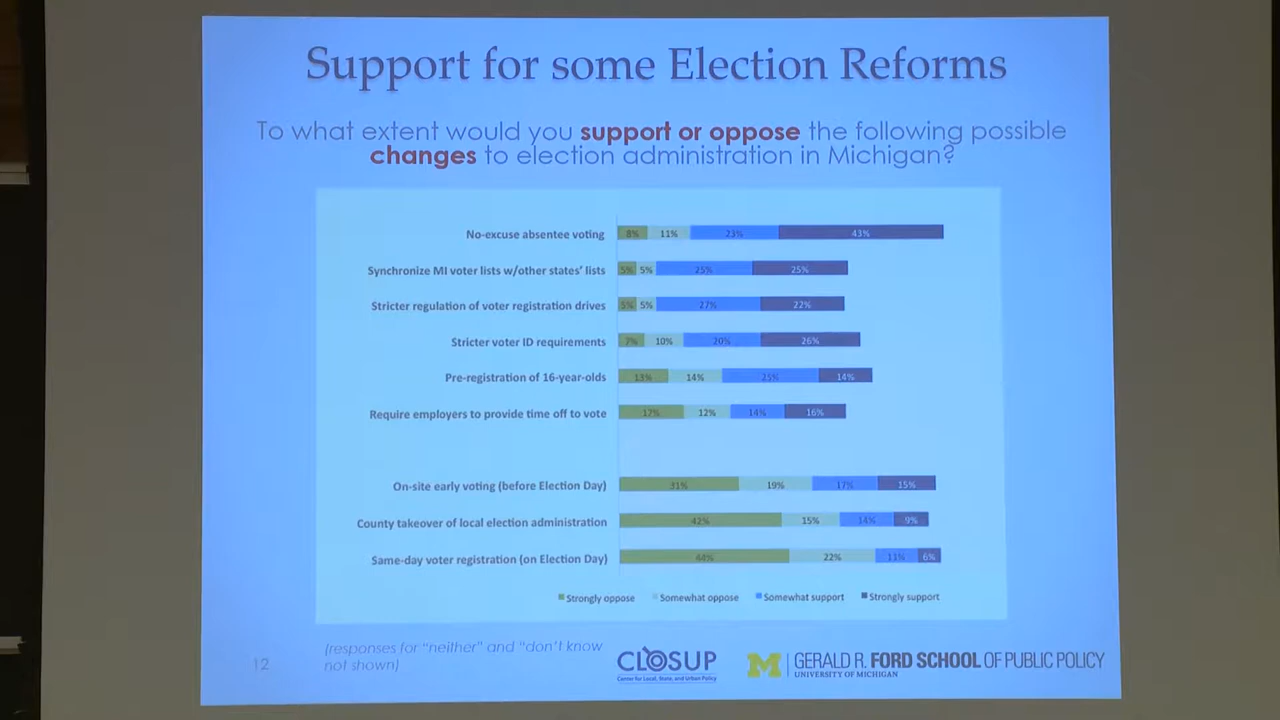 Support for some Election Reforms
To what extent would you support or oppose the following possible
changes to election administration in Michigan?
No-excuse absentee voting 8% 11% 23% 43%
Synchronize MI voter lists w/other states' lists 5% 5% 25% 25%
Stricter regulation of voter registration drives 5% 5% 27% 22%
Stricter voter ID requirements 7% 10% 20% 26%
Pre-registration of 16-year-olds 13% 14% 25% 14%
Require employers to provide time off to vote 17% 12% 14% 16%
On-site early voting (before Election Day) 31% 19% 17% 15%
County takeover of local election administration 42% 15% 14% 9%
Same-day voter registration (on Election Day) 44% 22% 11% 6%
Strongly oppose Somewhat oppose Somewhat support Strongly support
(responses for "neither" and "don't know
not shown)
12
CLOSUP
Center for Local, State, and Urban Policy
M GERALD R. FORD SCHOOL OF PUBLIC POLICY
UNIVERSITY OF MICHIGAN